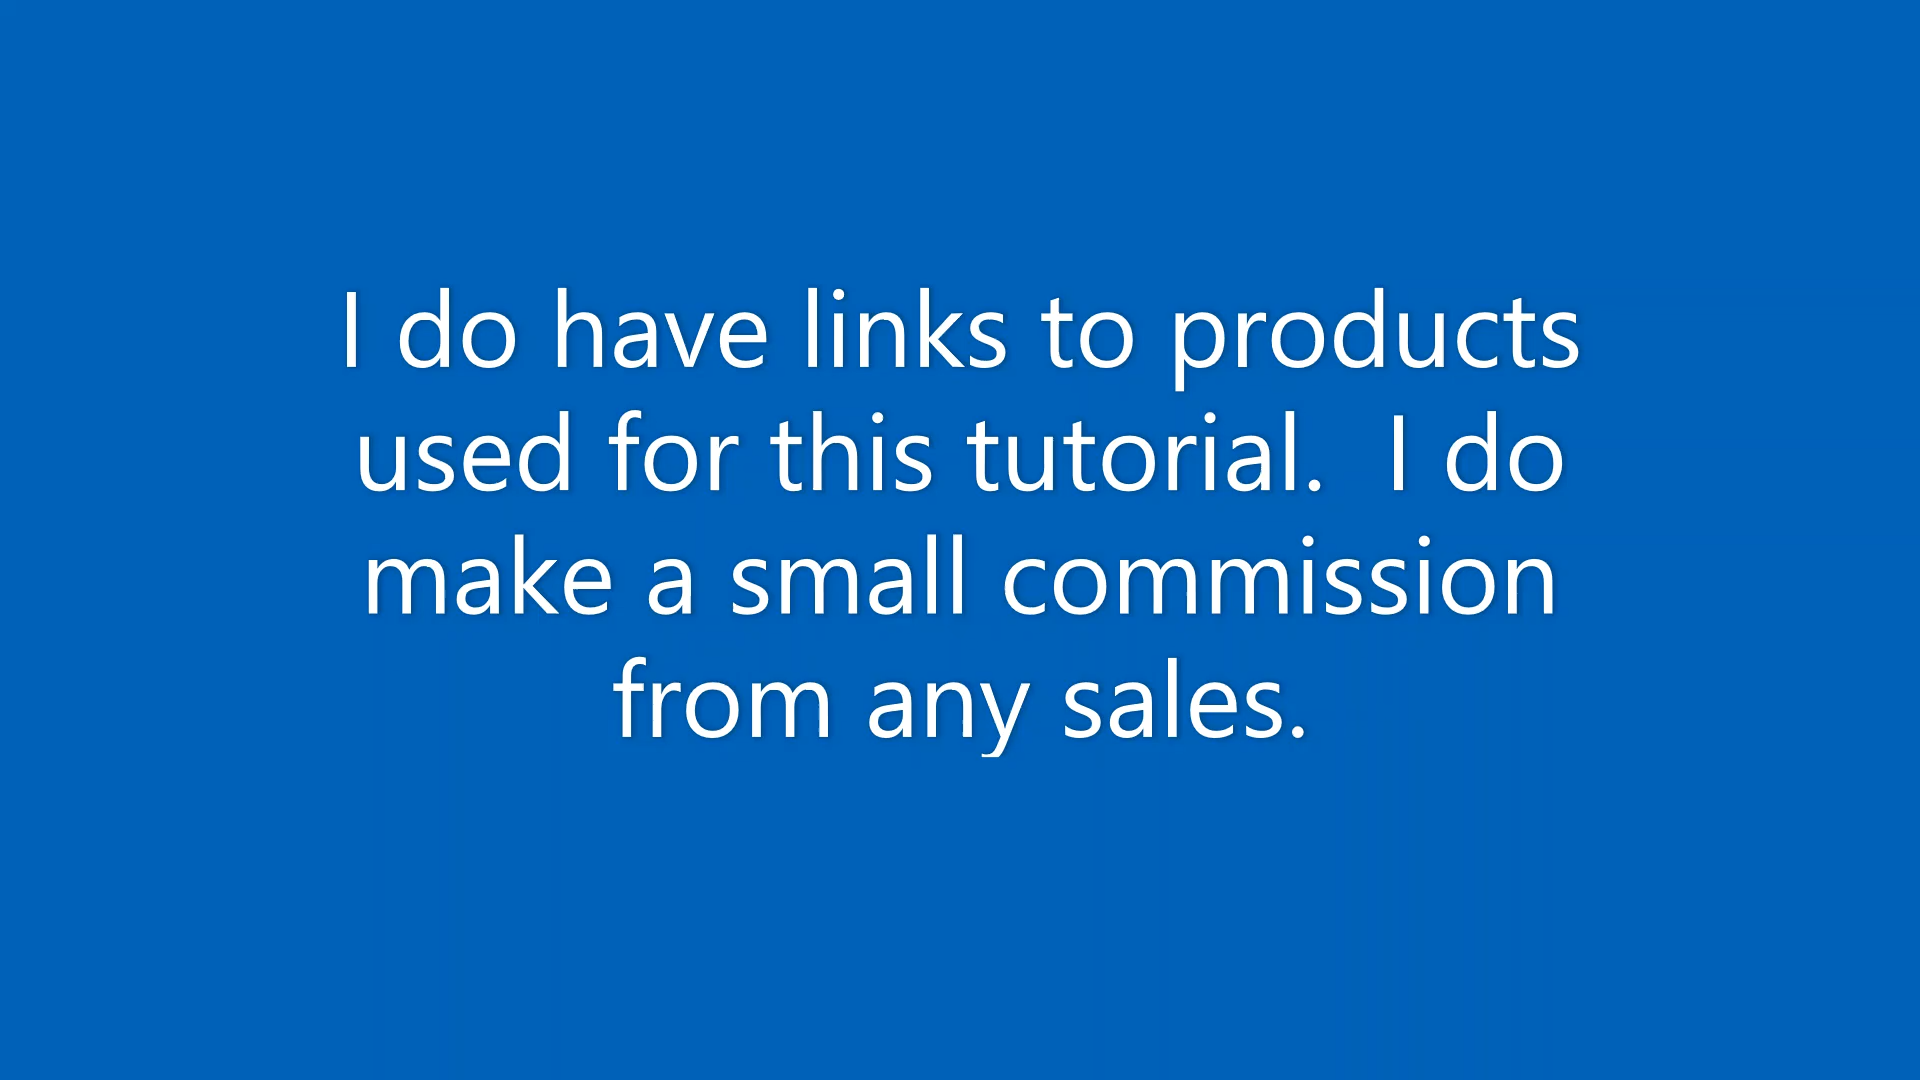 I do have links to products
used for this tutorial.  I do
make a small commission
from any sales.